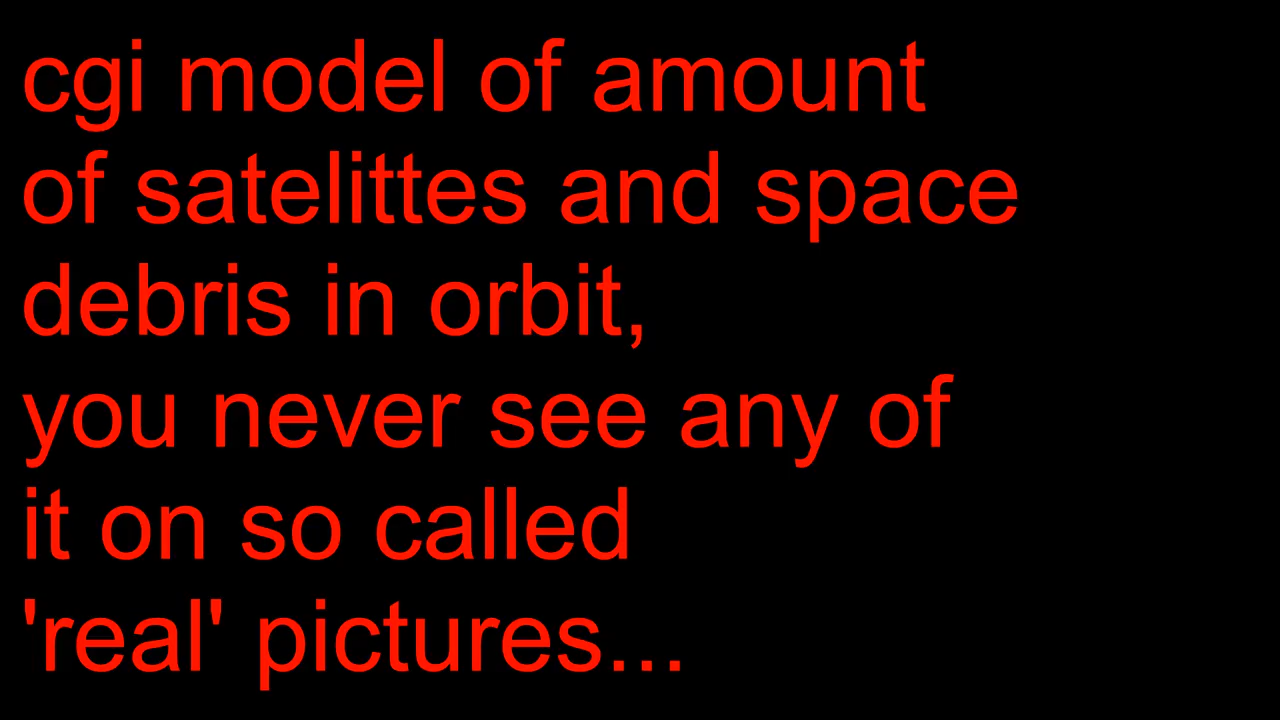 cgi model of amount
of satelittes and space
debris in orbit,
you never see any of
it on so called
'real' pictures...